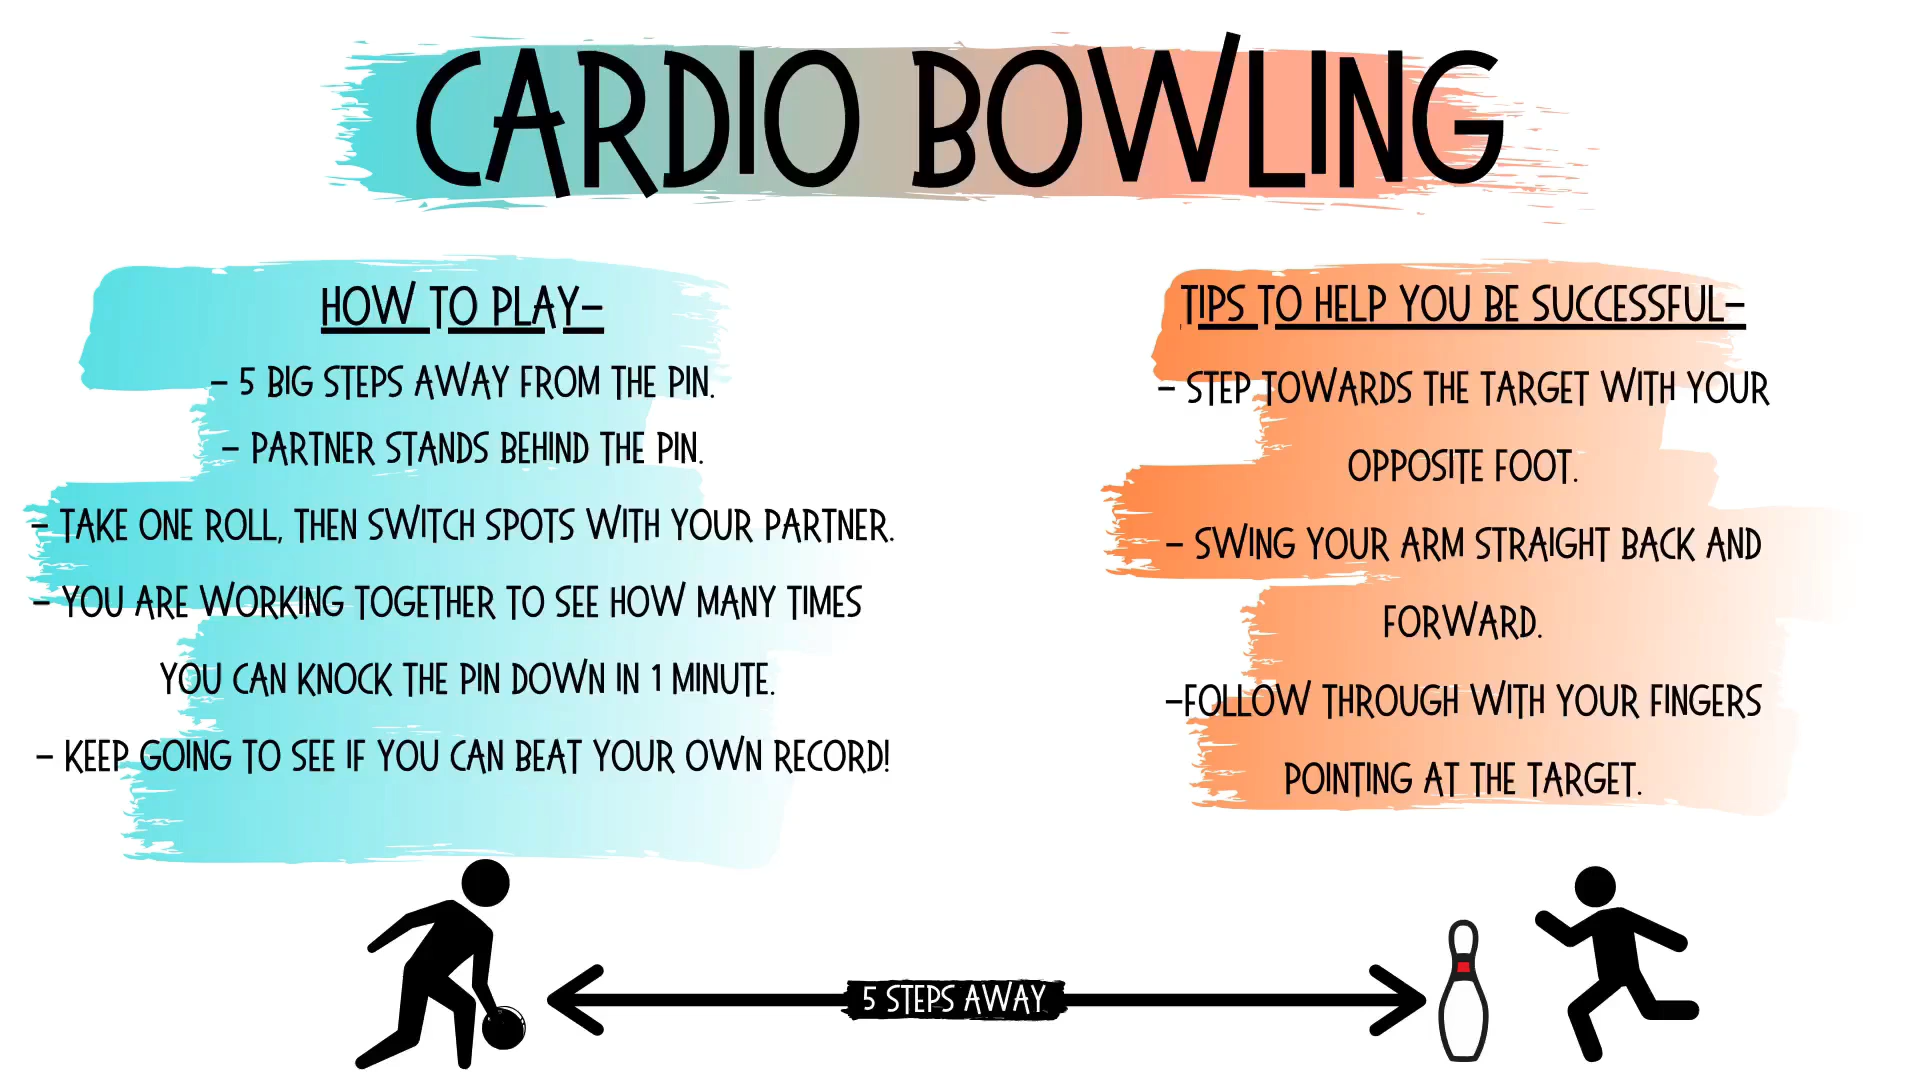 CARDIO BOWLING
HOW TO PLAY-
- 5 BIG STEPS AWAY FROM THE PIN.
- PARTNER STANDS BEHIND THE PIN.
- TAKE ONE ROLL, THEN SWITCH SPOTS WITH YOUR PARTNER.
- YOU ARE WORKING TOGETHER TO SEE HOW MANY TIMES
YOU CAN KNOCK THE PIN DOWN IN 1 MINUTE.
- KEEP GOING TO SEE IF YOU CAN BEAT YOUR OWN RECORD!
TIPS TO HELP YOU BE SUCCESSFUL-
- STEP TOWARDS THE TARGET WITH YOUR
OPPOSITE FOOT.
- SWING YOUR ARM STRAIGHT BACK AND
FORWARD.
-FOLLOW THROUGH WITH YOUR FINGERS
POINTING AT THE TARGET.
5 STEPS AWAY